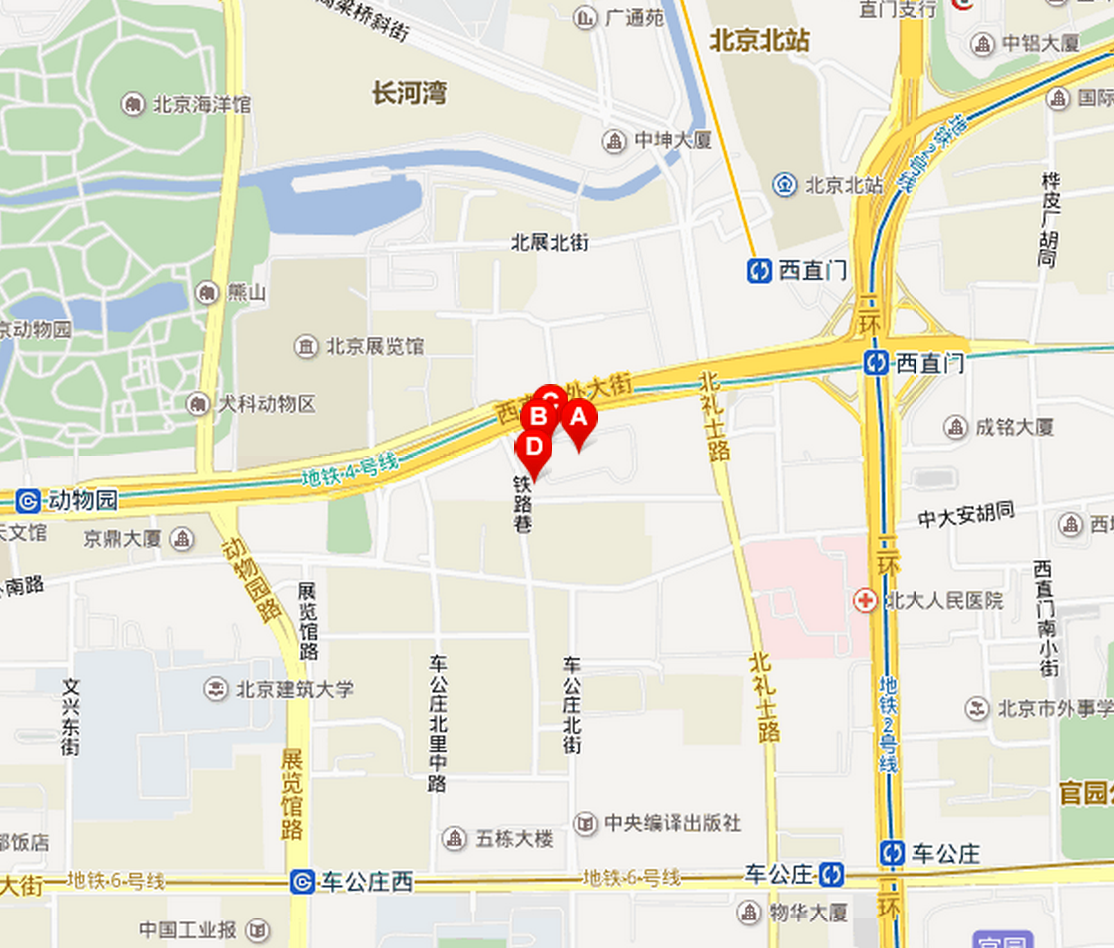 高梁桥斜街
广通苑
直门支行
北京北站
中铝大厦
长河湾
北京海洋馆
国际
中坤大厦
地铁2号线
北京北站
桦皮厂胡同
北展北街
西直门
熊山
二环
京动物园
北京展览馆
西直门
外大街
北礼士路
犬科动物区
C
B
A
D
成铭大厦
地铁4号线
动物园
铁路巷
中大安胡同
天文馆
京鼎大厦
动物园路
二环
西直门南小街
外南路
展览馆路
北大人民医院
北礼士路
车公庄北里中路
车公庄北街
地铁2号线
文兴东街
北京建筑大学
北京市外事学
展览馆路
官园公
中央编译出版社
都饭店
五栋大楼
车公庄
大街
地铁6号线
车公庄西
地铁6号线
车公庄
二环
中国工业报
物华大厦
官园